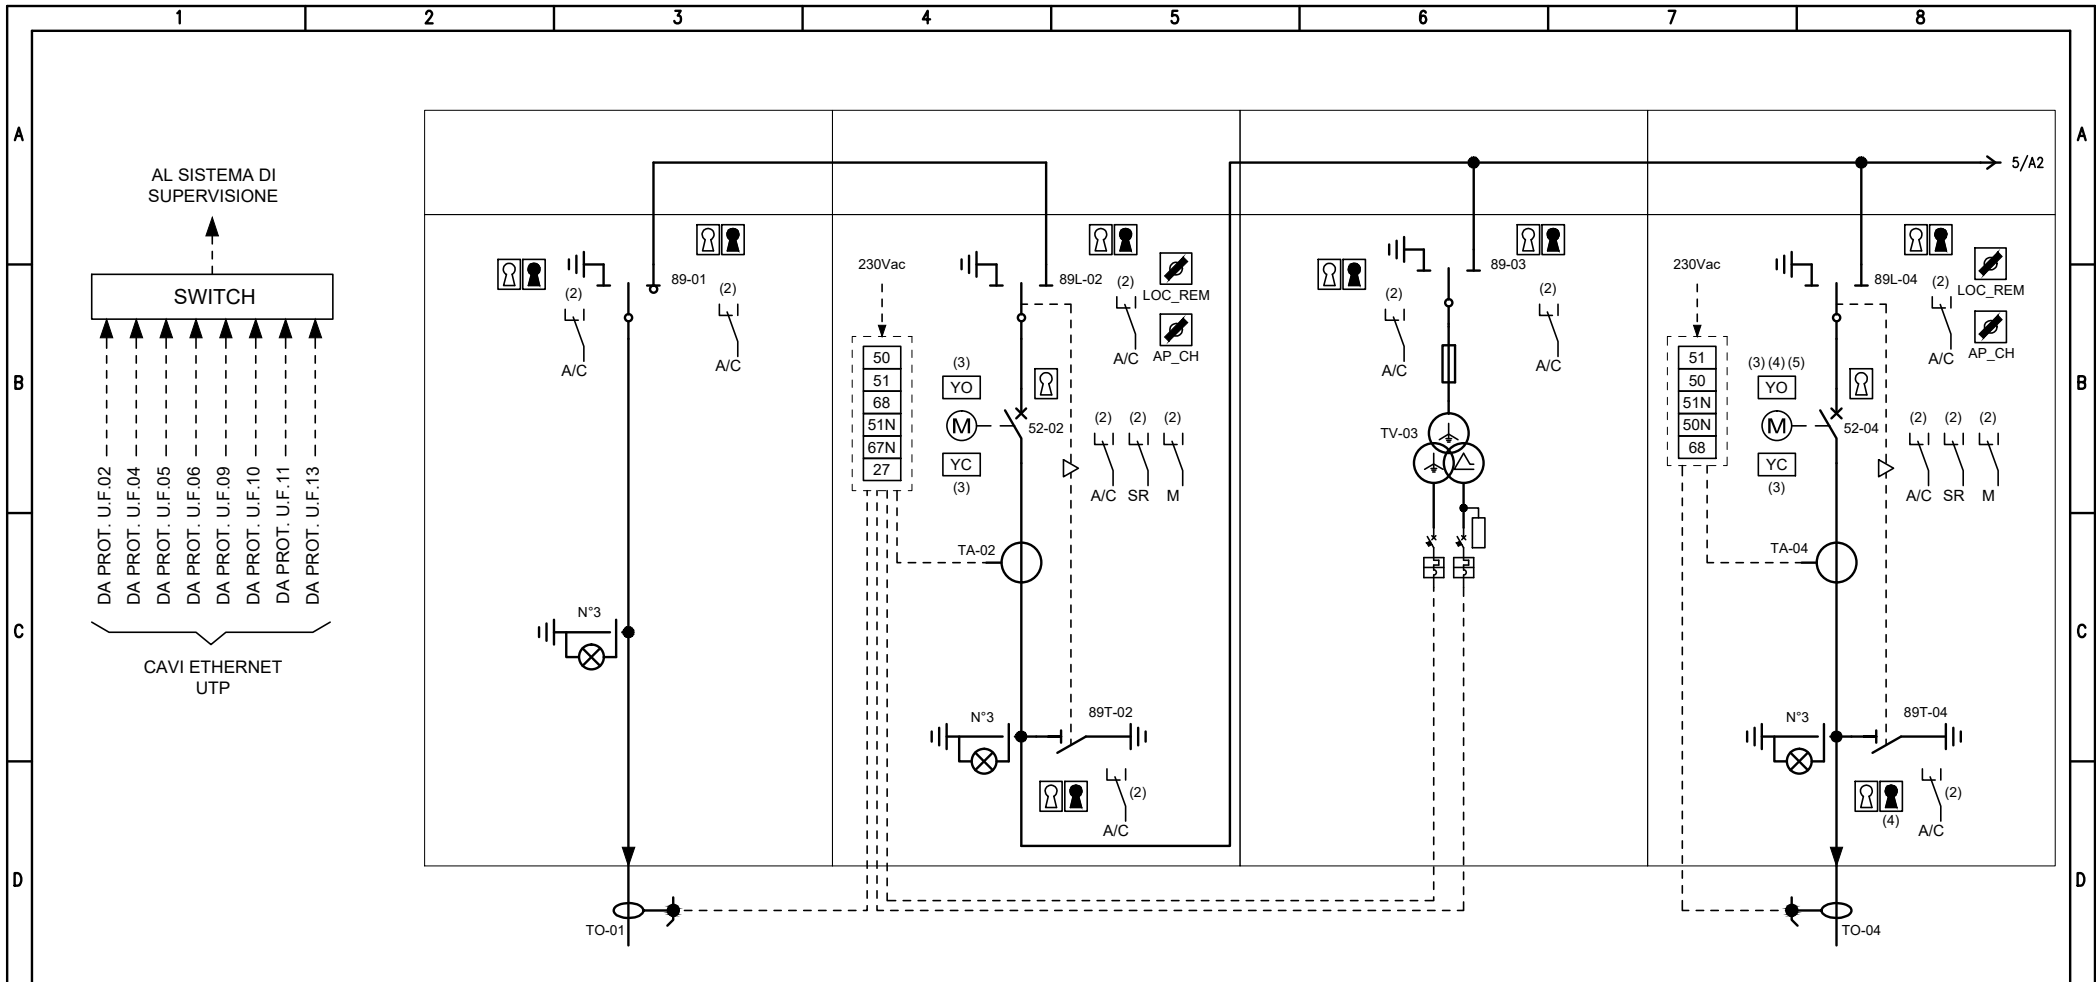 1 2 3 4 5 6 7 8
A A
B B
C C
D D
AL SISTEMA DI
SUPERVISIONE
SWITCH
DA PROT. U.F.02
DA PROT. U.F.04
DA PROT. U.F.05
DA PROT. U.F.06
DA PROT. U.F.09
DA PROT. U.F.10
DA PROT. U.F.11
DA PROT. U.F.13
CAVI ETHERNET
UTP
89-01
(2)
A/C
(2)
A/C
N°3
TO-01
230Vac
50
51
68
51N
67N
27
89L-02
(2)
A/C
LOC_REM
AP_CH
(3)
YO
M
YC
(3)
52-02
(2) (2) (2)
A/C SR M
TA-02
N°3
89T-02
(2)
A/C
89-03
(2)
A/C
(2)
A/C
TV-03
5/A2
230Vac
51
50
51N
50N
68
89L-04
(2)
A/C
LOC_REM
AP_CH
(3) (4) (5)
YO
M
YC
(3)
52-04
(2) (2) (2)
A/C SR M
TA-04
N°3
89T-04
(2)
(4)
A/C
TO-04